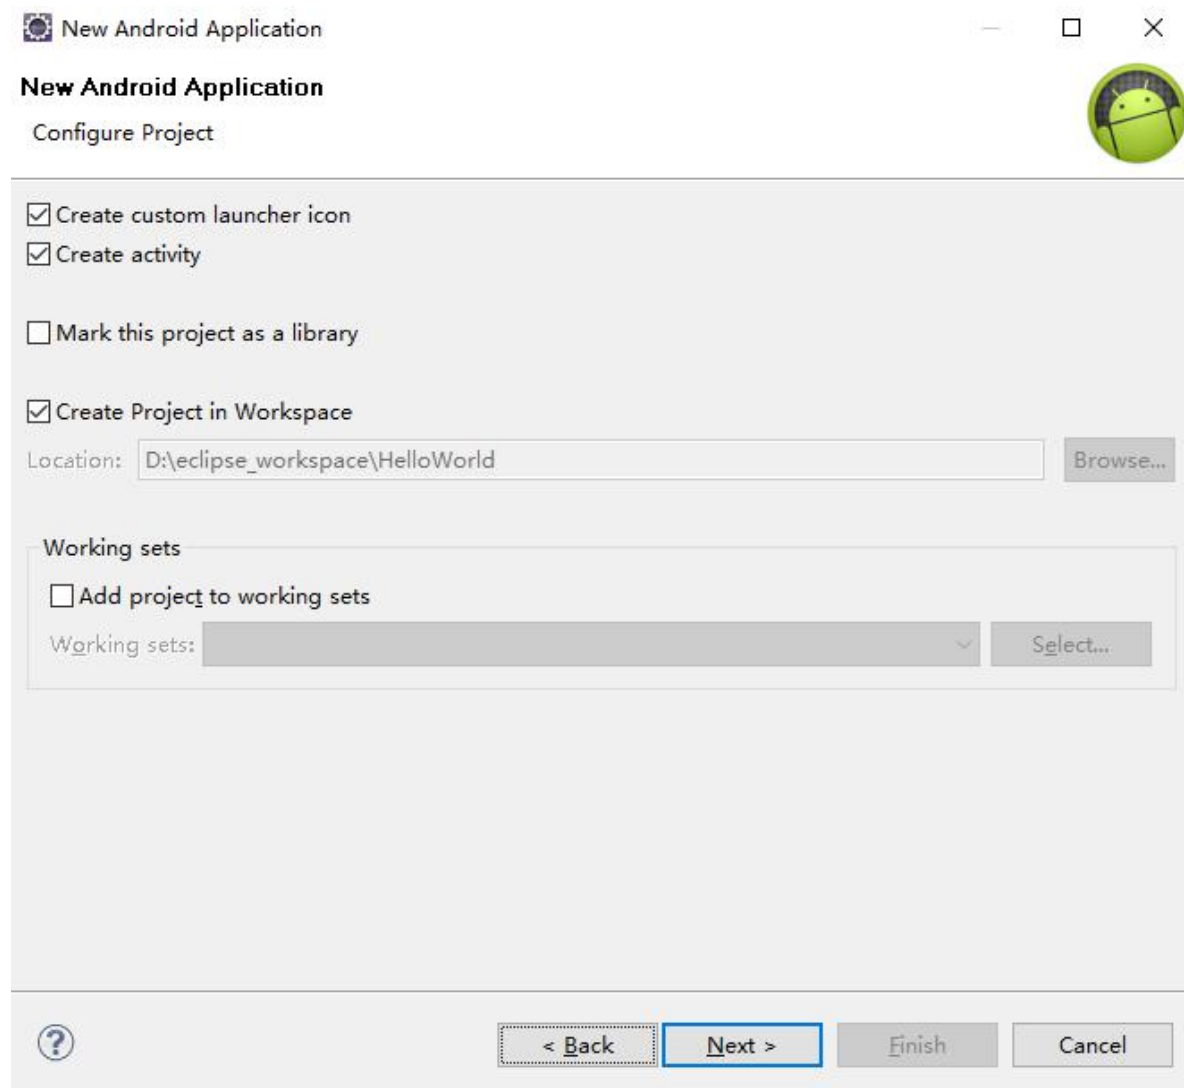 New Android Application
New Android Application
Configure Project
Create custom launcher icon
Create activity
Mark this project as a library
Create Project in Workspace
Location: D:\eclipse_workspace\HelloWorld Browse...
Working sets
Add project to working sets
Working sets: Select...
? < Back Next > Finish Cancel